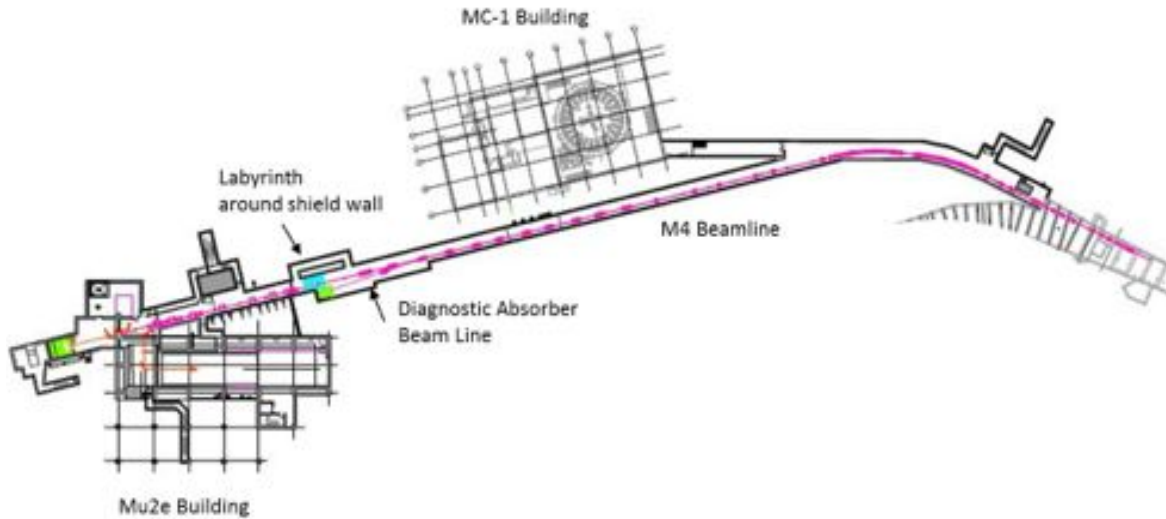 MC-1 Building
Labyrinth
around shield wall
M4 Beamline
Diagnostic Absorber
Beam Line
Mu2e Building